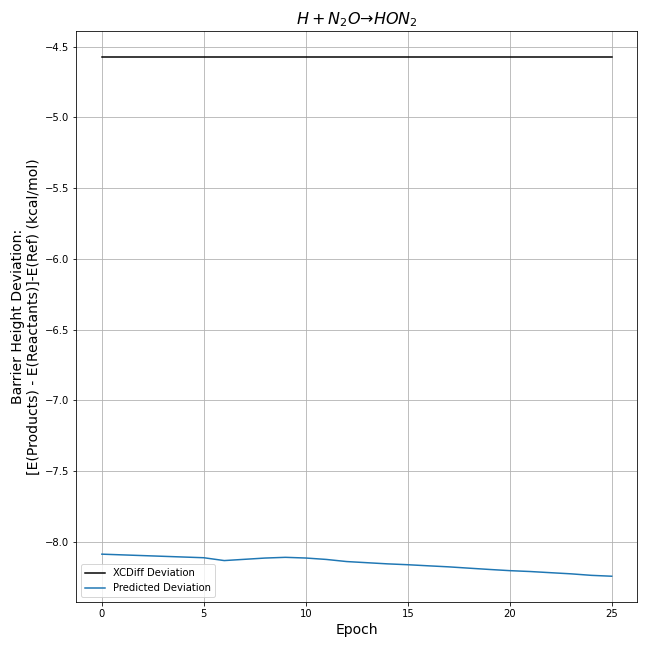 H + N₂O→HON₂
Barrier Height Deviation:
[E(Products) - E(Reactants)]-E(Ref) (kcal/mol)
−4.5
−5.0
−5.5
−6.0
−6.5
−7.0
−7.5
−8.0
XCDiff Deviation
Predicted Deviation
0 5 10 15 20 25
Epoch